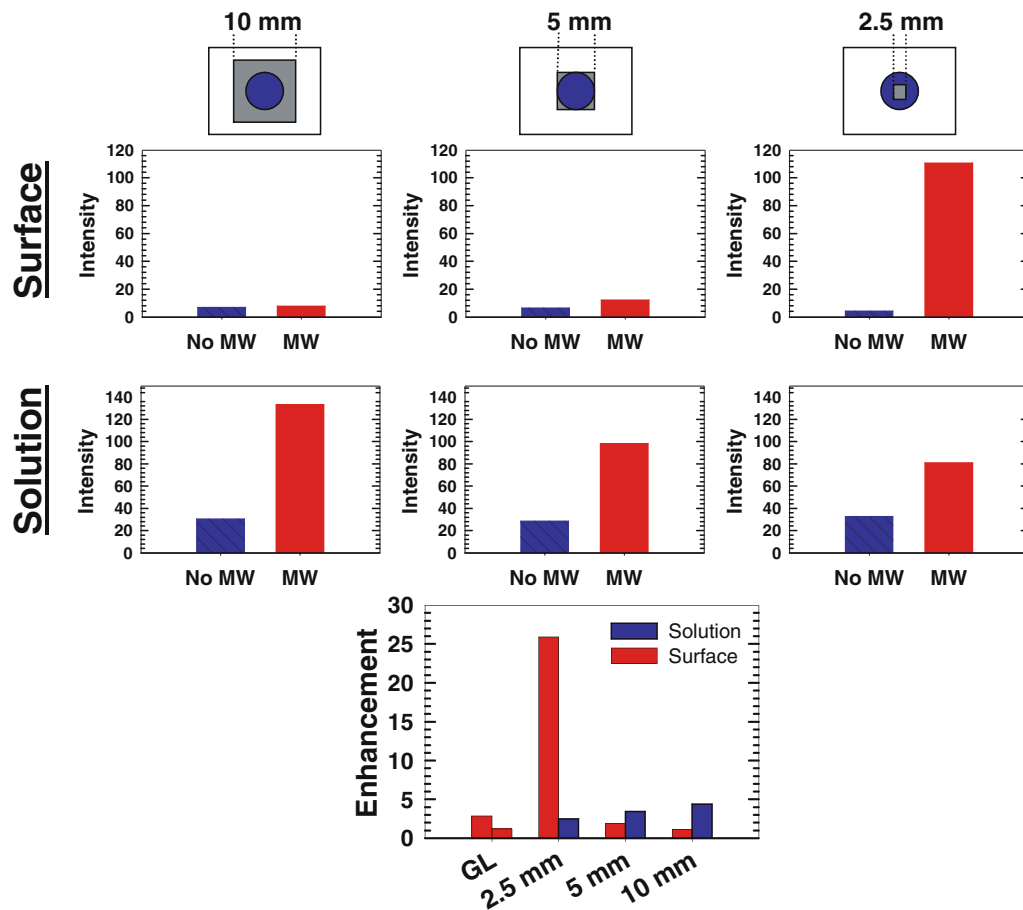 10 mm 5 mm 2.5 mm
Surface
120 120 120
100 100 100
80 80 80
60 60 60
40 40 40
20 20 20
0 0 0
Intensity Intensity Intensity
No MW MW No MW MW No MW MW
Solution
140 140 140
120 120 120
100 100 100
80 80 80
60 60 60
40 40 40
20 20 20
0 0 0
Intensity Intensity Intensity
No MW MW No MW MW No MW MW
Enhancement
30
25
20
15
10
5
0
Solution
Surface
GL 2.5 mm 5 mm 10 mm